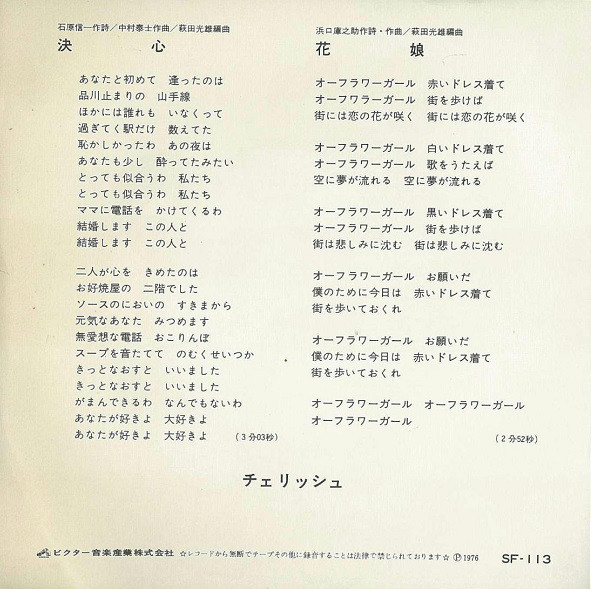 石原信一作詩／中村泰士作曲／萩田光雄編曲
決心
あなたと初めて 逢ったのは
品川止まりの 山手線
ほかには誰れも いなくって
過ぎてく駅だけ 数えてた
恥かしかったわ あの夜は
あなたも少し 酔ってたみたい
とっても似合うわ 私たち
とっても似合うわ 私たち
ママに電話を かけてくるわ
結婚します この人と
結婚します この人と
二人が心を きめたのは
お好焼屋の 二階でした
ソースのにおいの すきまから
元気なあなた みつめます
無愛想な電話 おこりんぼ
スープを音たてて のむくせいつか
きっとなおすと いいました
きっとなおすと いいました
がまんできるわ なんでもないわ
あなたが好きよ 大好きよ
あなたが好きよ 大好きよ (3分03秒)
浜口庫之助作詩・作曲／萩田光雄編曲
花娘
オーフラワーガール 赤いドレス着て
オーフワラーガール 街を歩けば
街には恋の花が咲く 街には恋の花が咲く
オーフラワーガール 白いドレス着て
オーフラワーガール 歌をうたえば
空に夢が流れる 空に夢が流れる
オーフラワーガール 黒いドレス着て
オーフラワーガール 街を歩けば
街は悲しみに沈む 街は悲しみに沈む
オーフラワーガール お願いだ
僕のために今日は 赤いドレス着て
街を歩いておくれ
オーフラワーガール お願いだ
僕のために今日は 赤いドレス着て
街を歩いておくれ
オーフラワーガール オーフラワーガール
オーフラワーガール
(2分52秒)
チェリッシュ
ビクター音楽産業株式会社 ☆レコードから無断でテープその他に録音することは法律で禁じられております☆ Ⓟ1976 SF-113